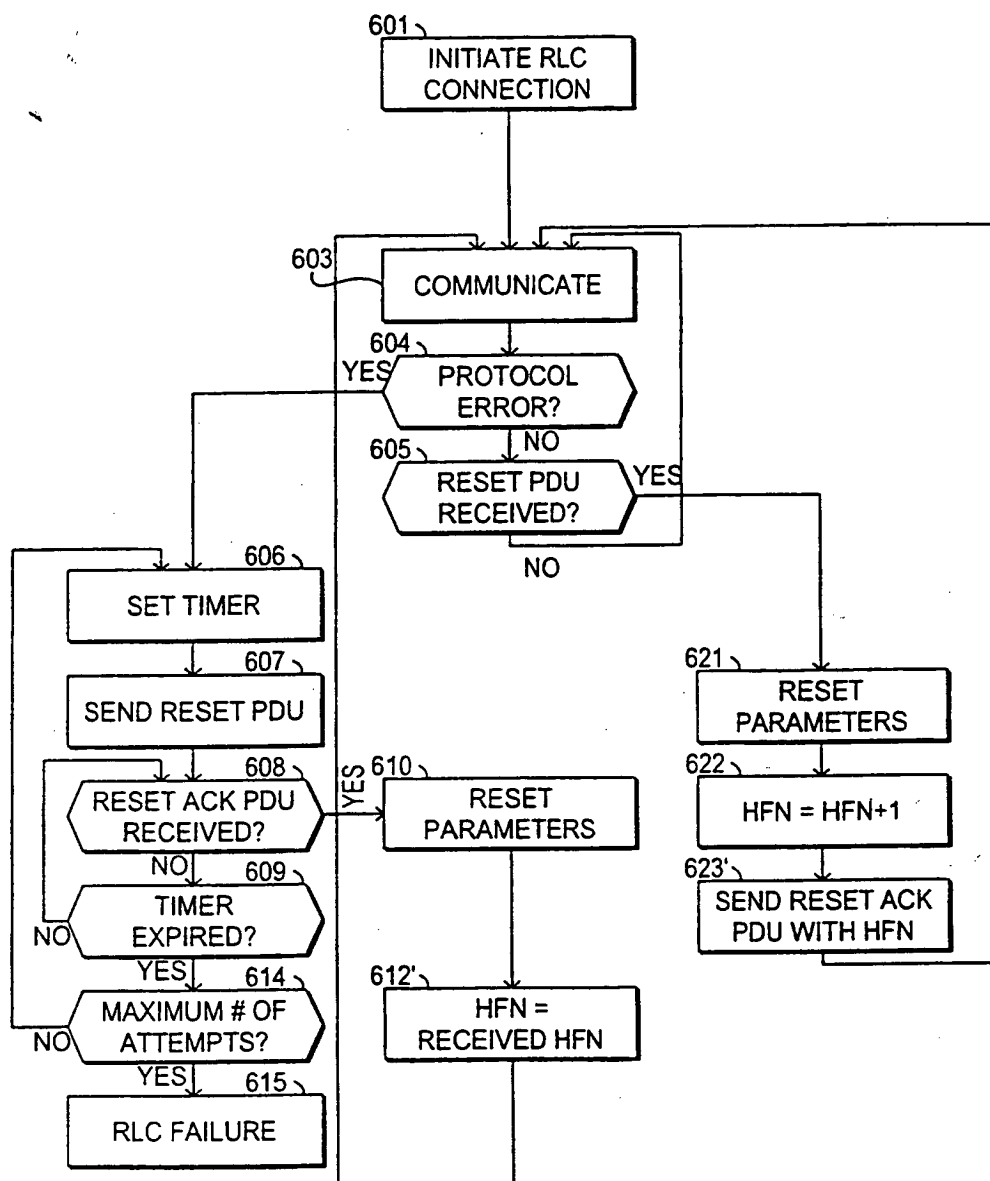 601
INITIATE RLC
CONNECTION
603
COMMUNICATE
604
YES
PROTOCOL
ERROR?
NO
605
YES
RESET PDU
RECEIVED?
NO
606
SET TIMER
607
SEND RESET PDU
608
RESET ACK PDU
RECEIVED?
YES
NO
609
TIMER
EXPIRED?
NO
YES
614
MAXIMUM # OF
ATTEMPTS?
NO
YES
615
RLC FAILURE
610
RESET
PARAMETERS
612'
HFN =
RECEIVED HFN
621
RESET
PARAMETERS
622
HFN = HFN+1
623'
SEND RESET ACK
PDU WITH HFN